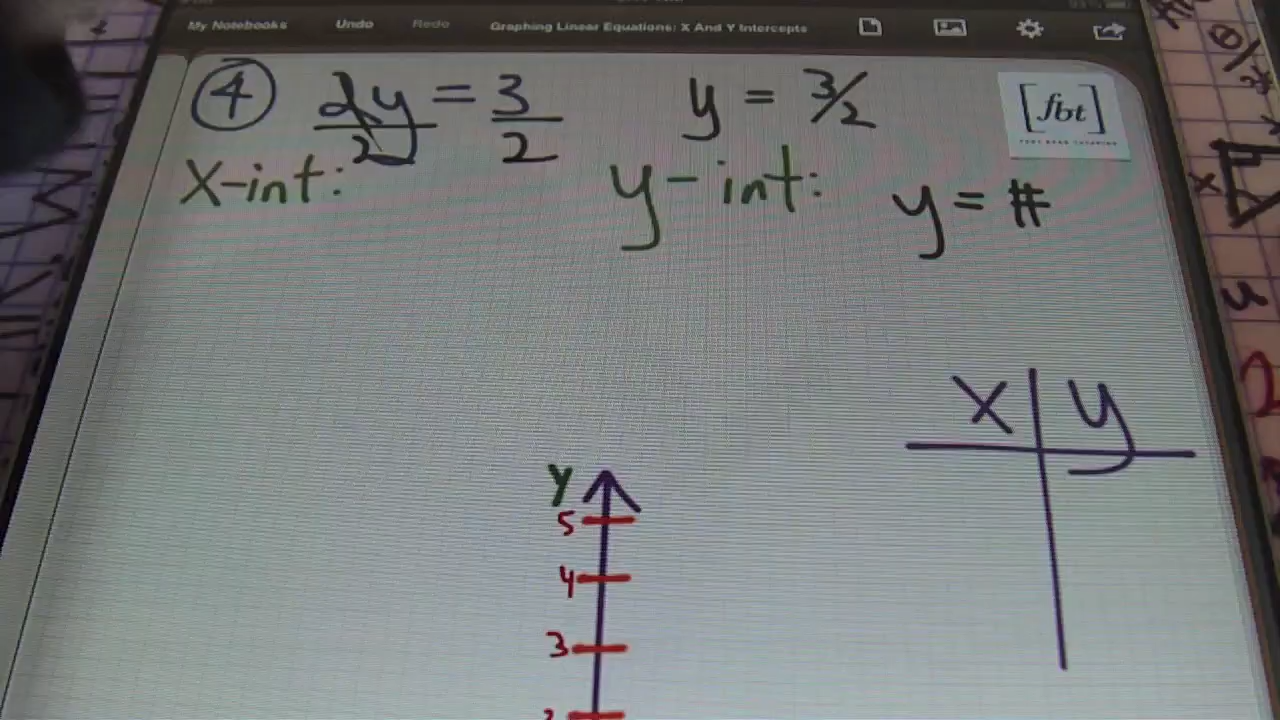 My Notebooks Undo Redo Graphing Linear Equations: X And Y Intercepts
4 2y = 3 y = 3/2
2 2
[fbt]
x-int: y-int: y = #
x y
y
5
4
3